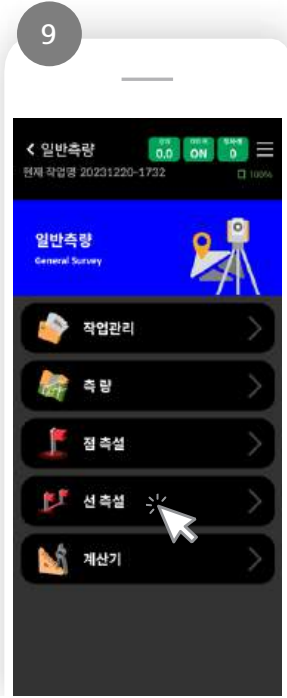 9
일반측량
0.0 ON 0
현재 작업명 20231220-1732
100%
일반측량
General Survey
작업관리
측 량
점 측설
선 측설
계산기